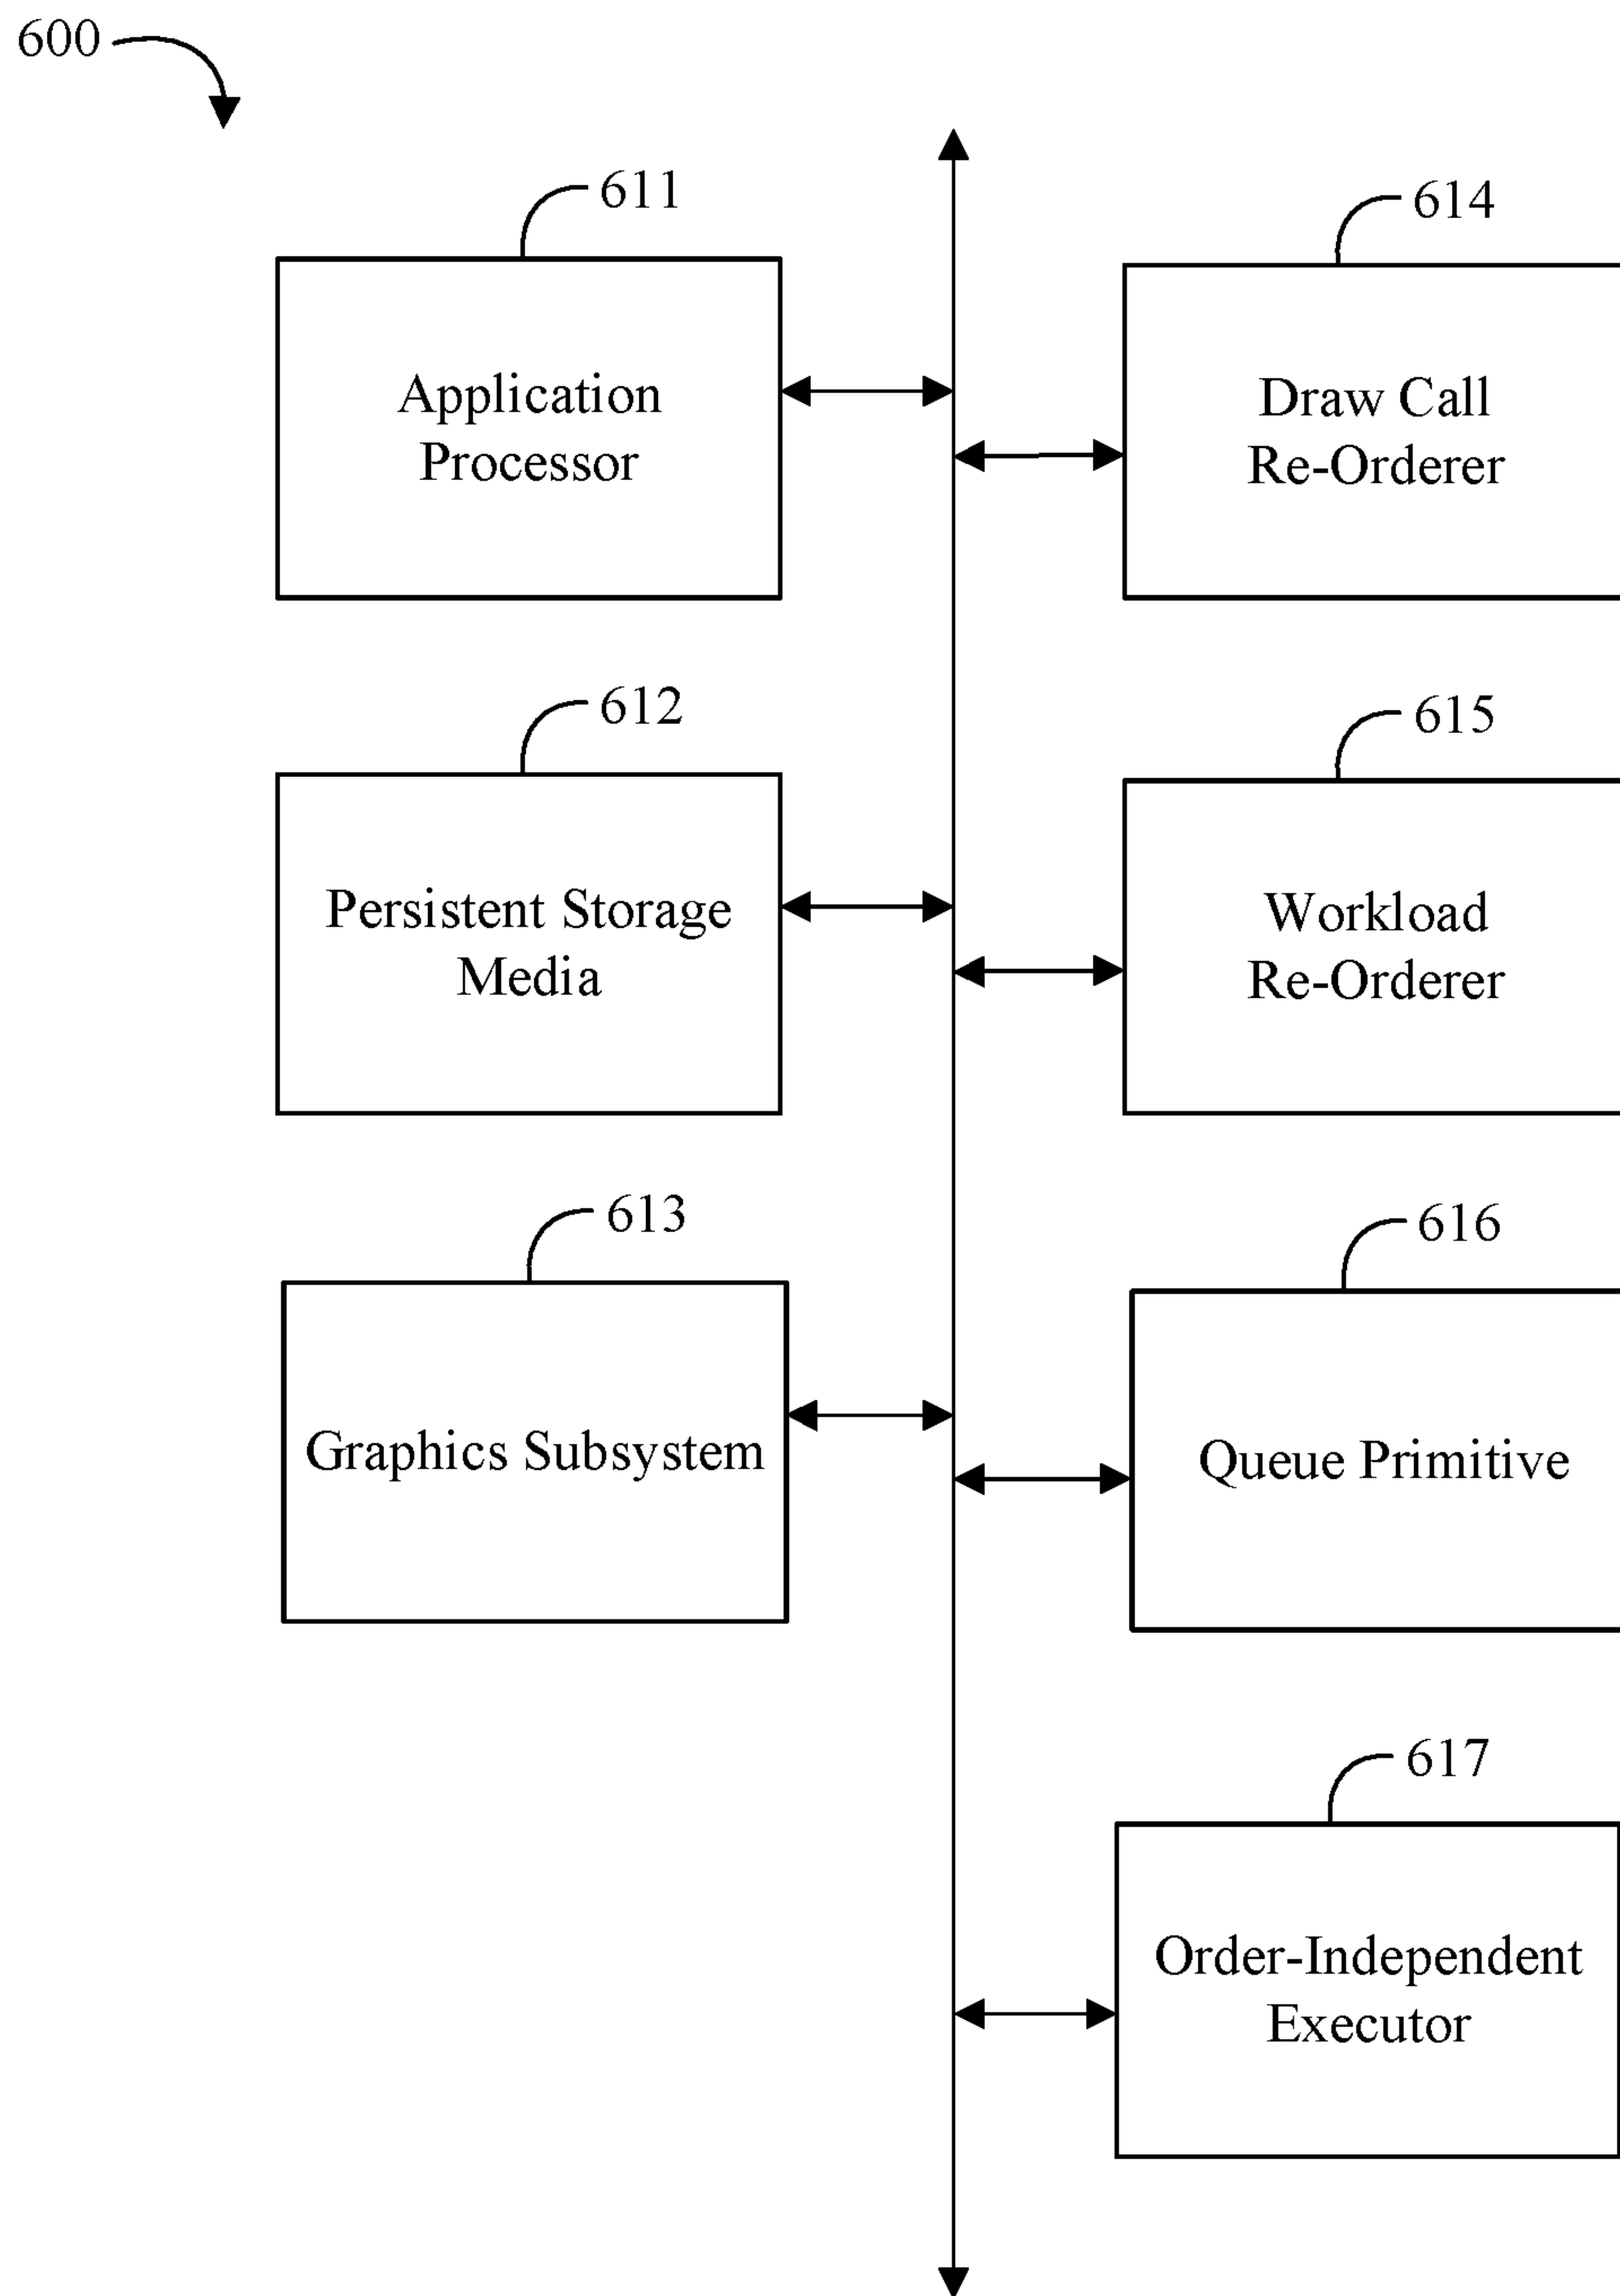 600
611
Application
Processor
612
Persistent Storage
Media
613
Graphics Subsystem
614
Draw Call
Re-Orderer
615
Workload
Re-Orderer
616
Queue Primitive
617
Order-Independent
Executor